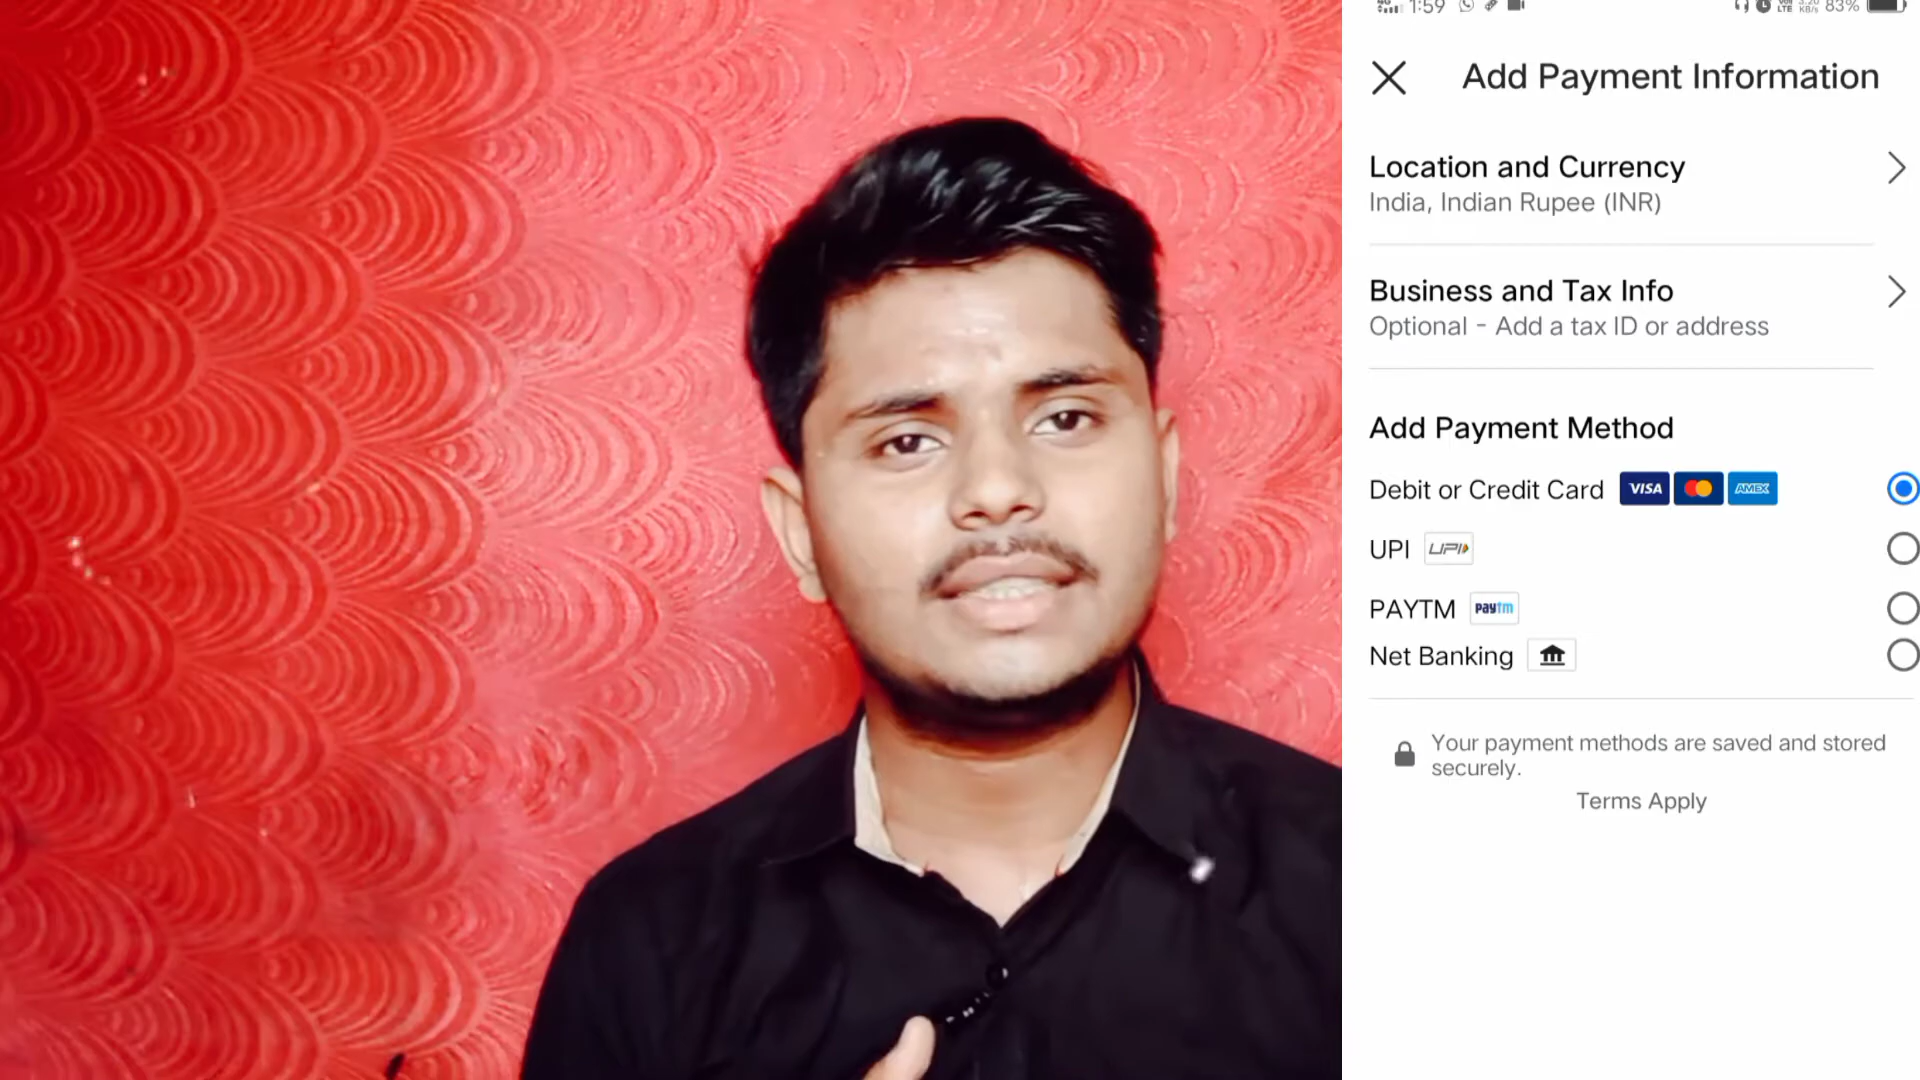 1:59
83%
Add Payment Information
Location and Currency
India, Indian Rupee (INR)
Business and Tax Info
Optional - Add a tax ID or address
Add Payment Method
Debit or Credit Card VISA AMEX
UPI UPI
PAYTM paytm
Net Banking
Your payment methods are saved and stored
securely.
Terms Apply